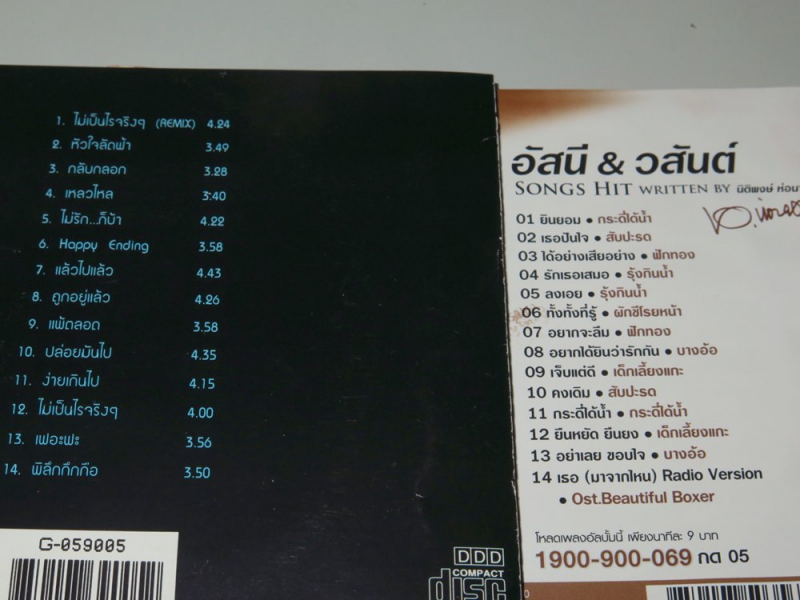 1. ไม่เป็นไรจริงๆ (REMIX) 4.24
2. หัวใจลัดฟ้า 3.49
3. กลับกลอก 3.28
4. เหลวไหล 3:40
5. ไม่รัก...ก็บ้า 4.22
6. Happy Ending 3.58
7. แล้วไปแล้ว 4.43
8. ถูกอยู่แล้ว 4.26
9. แพ้ตลอด 3.58
10. ปล่อยมันไป 4.35
11. ง่ายเกินไป 4.15
12. ไม่เป็นไรจริงๆ 4.00
13. เฟอะฟะ 3.56
14. พิลึกกึกกือ 3.50
G-059005
DDD
COMPACT
disc
อัสนี & วสันต์
SONGS HIT WRITTEN BY นิติพงษ์ ห่อนา
01 ยินยอม • กระดี่ได้น้ำ
02 เธอปันใจ • สับปะรด
03 ได้อย่างเสียอย่าง • ฟักทอง
04 รักเธอเสมอ • รุ้งกินน้ำ
05 ลงเอย • รุ้งกินน้ำ
06 ทั้งทั้งที่รู้ • ผักชีโรยหน้า
07 อยากจะลืม • ฟักทอง
08 อยากได้ยินว่ารักกัน • บางอ้อ
09 เจ็บแต่ดี • เด็กเลี้ยงแกะ
10 คงเดิม • สับปะรด
11 กระดี่ได้น้ำ • กระดี่ได้น้ำ
12 ยืนหยัด ยืนยง • เด็กเลี้ยงแกะ
13 อย่าเลย ขอบใจ • บางอ้อ
14 เธอ (มาจากไหน) Radio Version
• Ost.Beautiful Boxer
โหลดเพลงอัลบั้มนี้ เพียงนาทีละ 9 บาท
1900-900-069 กด 05